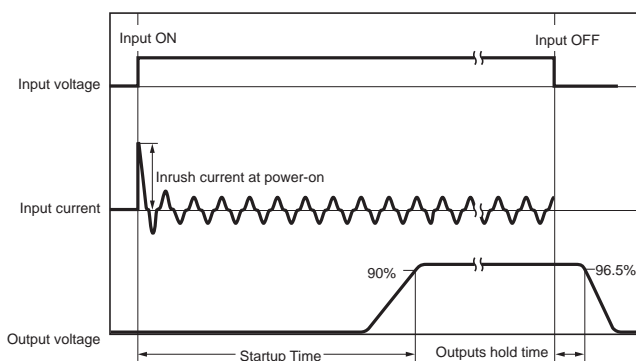 Input ON
Input OFF
Input voltage
Inrush current at power-on
Input current
90%
96.5%
Output voltage
Startup Time
Outputs hold time